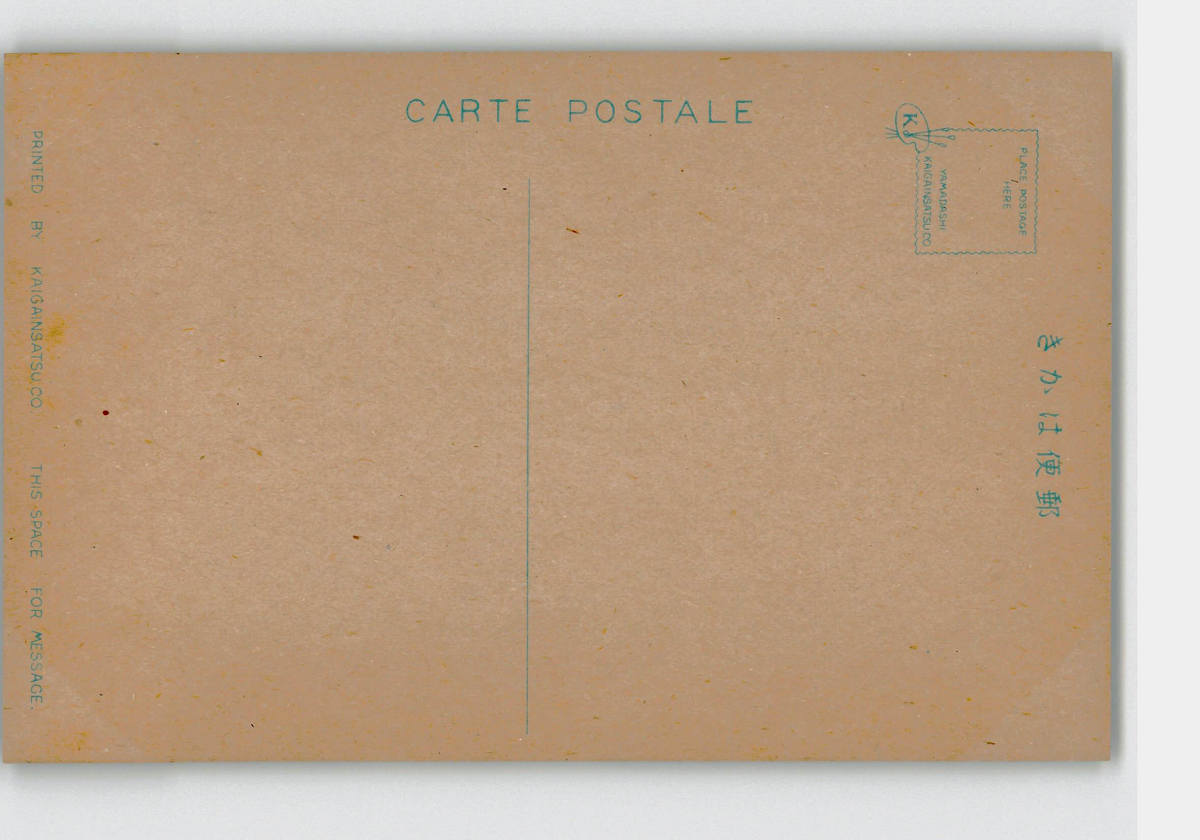 CARTE POSTALE
K
PLACE POSTAGE
HERE
YAMADASHI
KAIGAINSATSU.CO
きかは便郵
PRINTED BY KAIGAINSATSU.CO. THIS SPACE FOR MESSAGE.